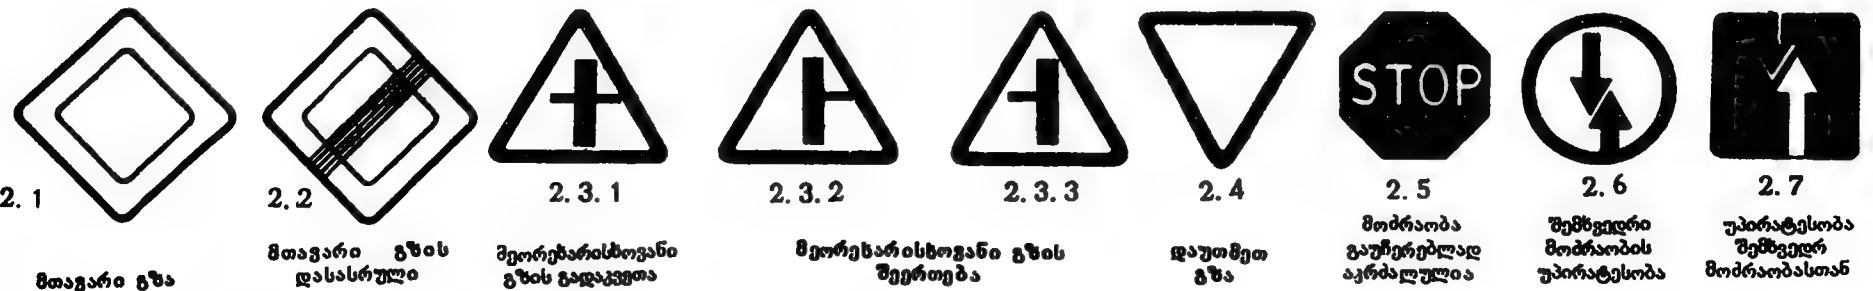 STOP
2.1
მთავარი გზა
2.2
მთავარი გზის
დასასრული
2.3.1
მეორეხარისხოვანი
გზის გადაკვეთა
2.3.2
2.3.3
მეორეხარისხოვანი გზის
შეერთება
2.4
დაუთმეთ
გზა
2.5
მოძრაობა
გაუჩერებლად
აკრძალულია
2.6
შემხვედრი
მოძრაობის
უპირატესობა
2.7
უპირატესობა
შემხვედრ
მოძრაობასთან